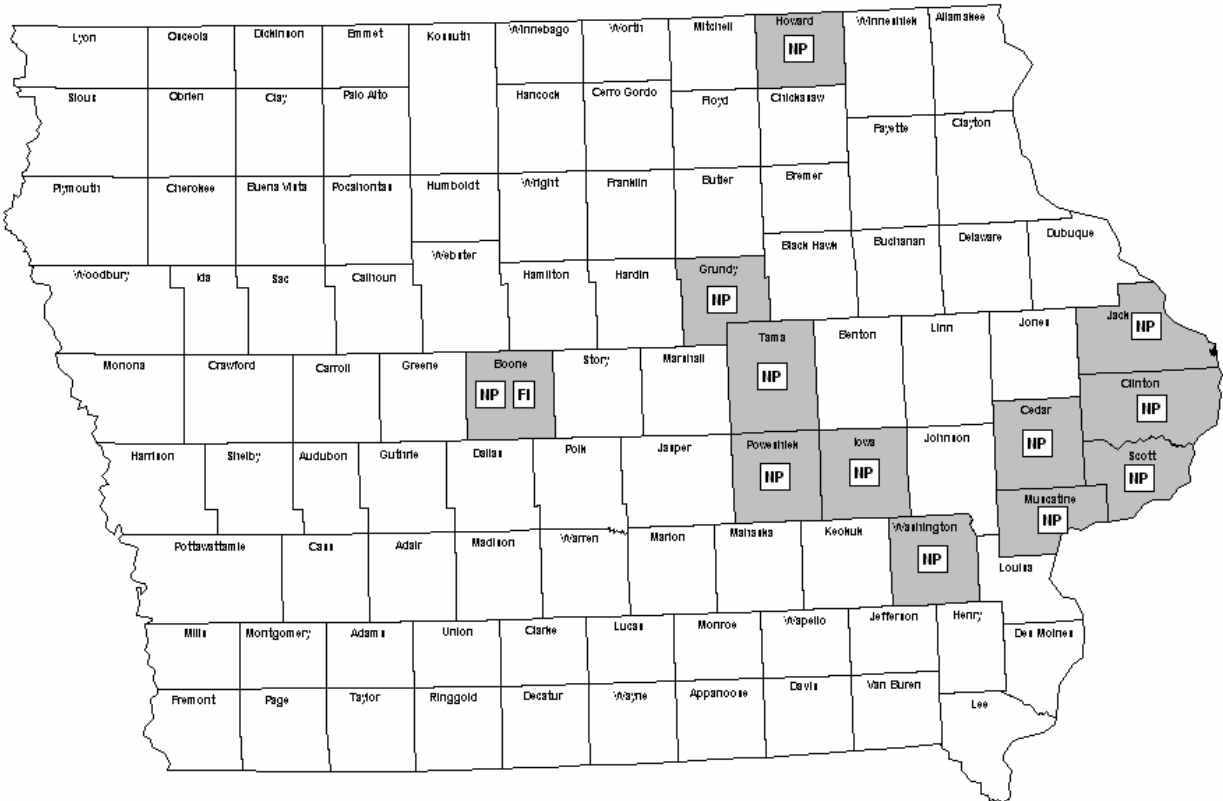 Lyon
Osceola
Dickinson
Emmet
Kossuth
Winnebago
Worth
Mitchell
Howard
NP
Winneshiek
Allamakee
Sioux
Obrien
Clay
Palo Alto
Hancock
Cerro Gordo
Floyd
Chickasaw
Fayette
Clayton
Plymouth
Cherokee
Buena Vista
Pocahontas
Humboldt
Wright
Franklin
Butler
Bremer
Webster
Black Hawk
Buchanan
Delaware
Dubuque
Woodbury
Ida
Sac
Calhoun
Hamilton
Hardin
Grundy
NP
Tama
NP
Benton
Linn
Jones
Jack
NP
Monona
Crawford
Carroll
Greene
Boone
NP FI
Story
Marshall
Clinton
NP
Cedar
NP
Harrison
Shelby
Audubon
Guthrie
Dallas
Polk
Jasper
Poweshiek
NP
Iowa
NP
Johnson
Scott
NP
Muscatine
NP
Pottawattamie
Cass
Adair
Madison
Warren
Marion
Mahaska
Keokuk
Washington
NP
Louisa
Mills
Montgomery
Adams
Union
Clarke
Lucas
Monroe
Wapello
Jefferson
Henry
Des Moines
Fremont
Page
Taylor
Ringgold
Decatur
Wayne
Appanoose
Davis
Van Buren
Lee